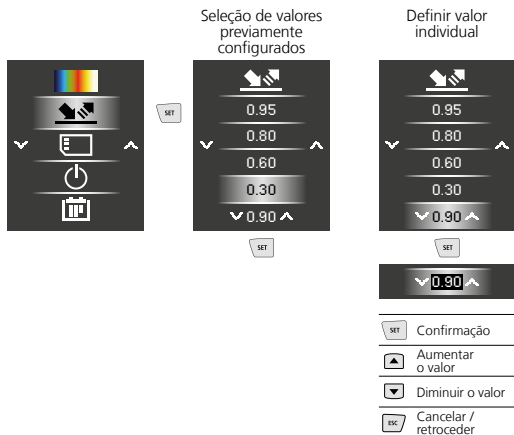 Seleção de valores
previamente
configurados
Definir valor
individual
SET
0.95
0.80
0.60
0.30
0.90
SET
0.95
0.80
0.60
0.30
0.90
SET
0.90
SET Confirmação
Aumentar
o valor
Diminuir o valor
ESC Cancelar /
retroceder